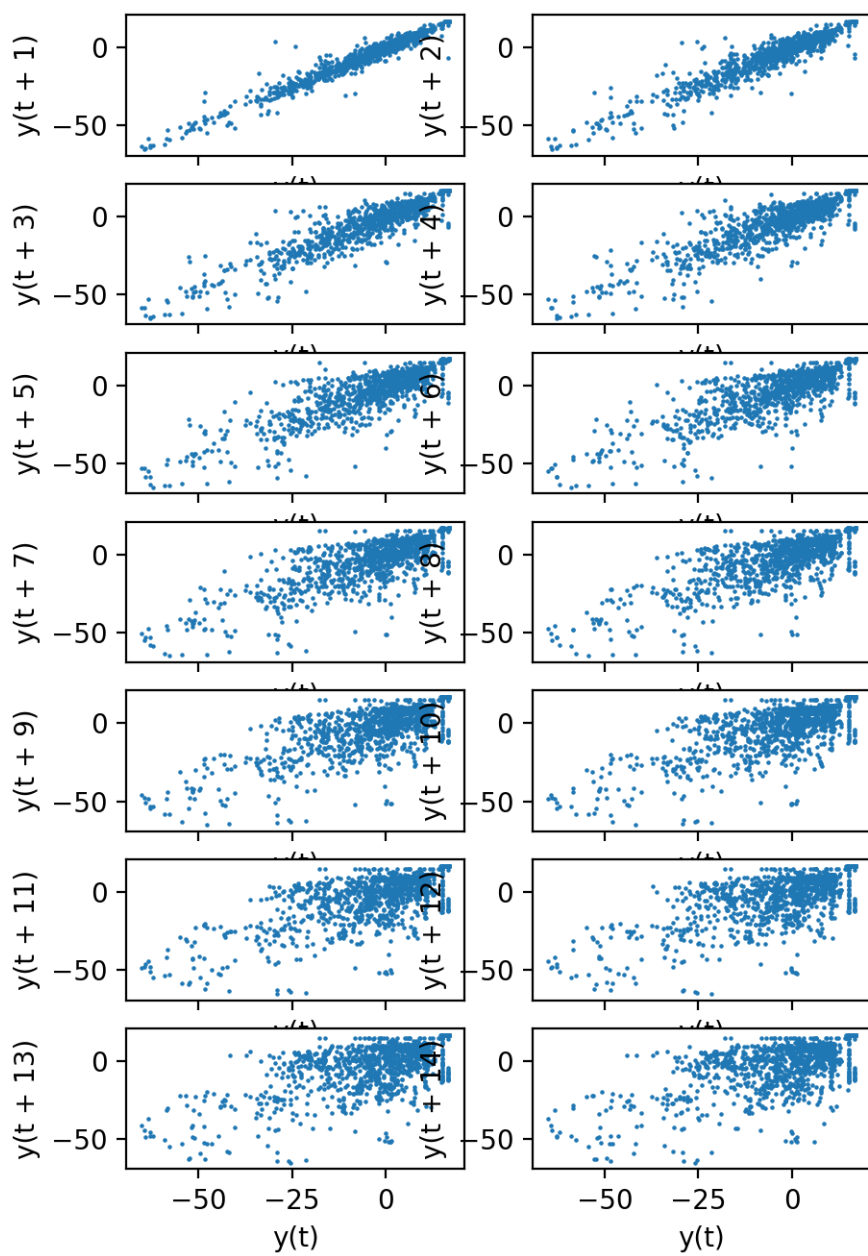 y(t + 1)
0
−50
y(t + 2)
0
−50
y(t + 3)
0
−50
y(t + 4)
0
−50
y(t + 5)
0
−50
y(t + 6)
0
−50
y(t + 7)
0
−50
y(t + 8)
0
−50
y(t + 9)
0
−50
y(t + 10)
0
−50
y(t + 11)
0
−50
y(t + 12)
0
−50
y(t + 13)
0
−50
y(t + 14)
0
−50
−50 −25 0
y(t)
−50 −25 0
y(t)